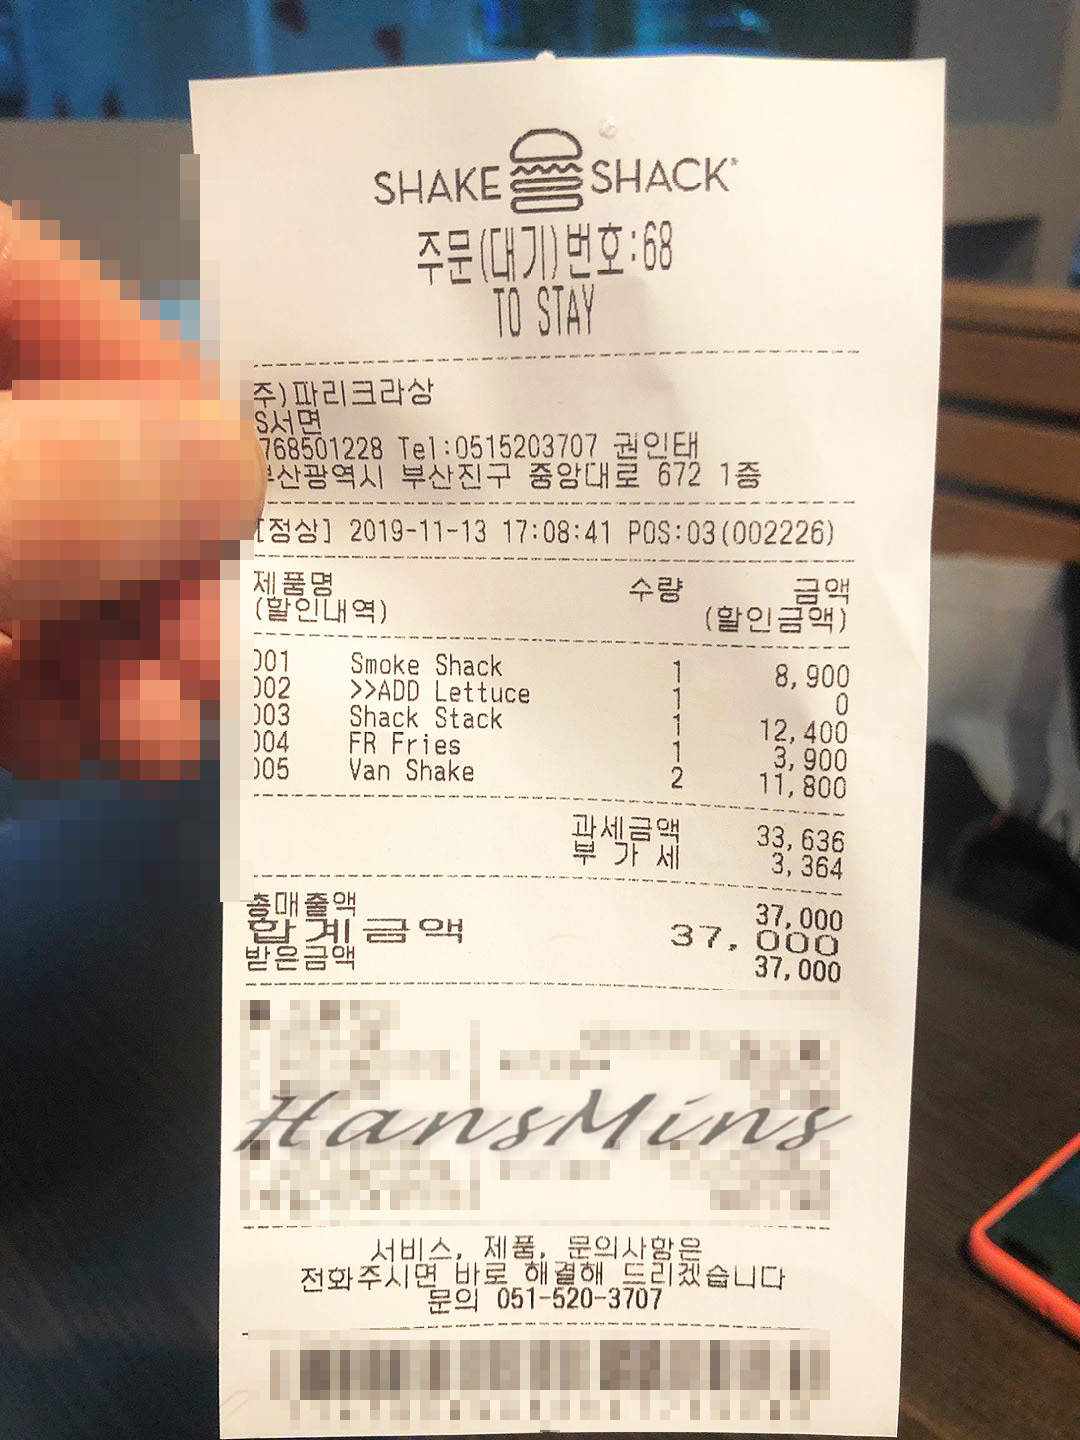 SHAKE SHACK
주문(대기)번호:68
TO STAY
주)파리크라상
S서면
768501228 Tel:0515203707 권인태
부산광역시 부산진구 중앙대로 672 1층
[정상] 2019-11-13 17:08:41 POS:03(002226)
제품명 수량 금액
(할인내역) (할인금액)
001 Smoke Shack 1 8,900
002 >>ADD Lettuce 1 0
003 Shack Stack 1 12,400
004 FR Fries 1 3,900
005 Van Shake 2 11,800
과세금액 33,636
부 가 세 3,364
총매출액 37,000
합계금액 37,000
받은금액 37,000
HansMins
서비스, 제품, 문의사항은
전화주시면 바로 해결해 드리겠습니다
문의 051-520-3707